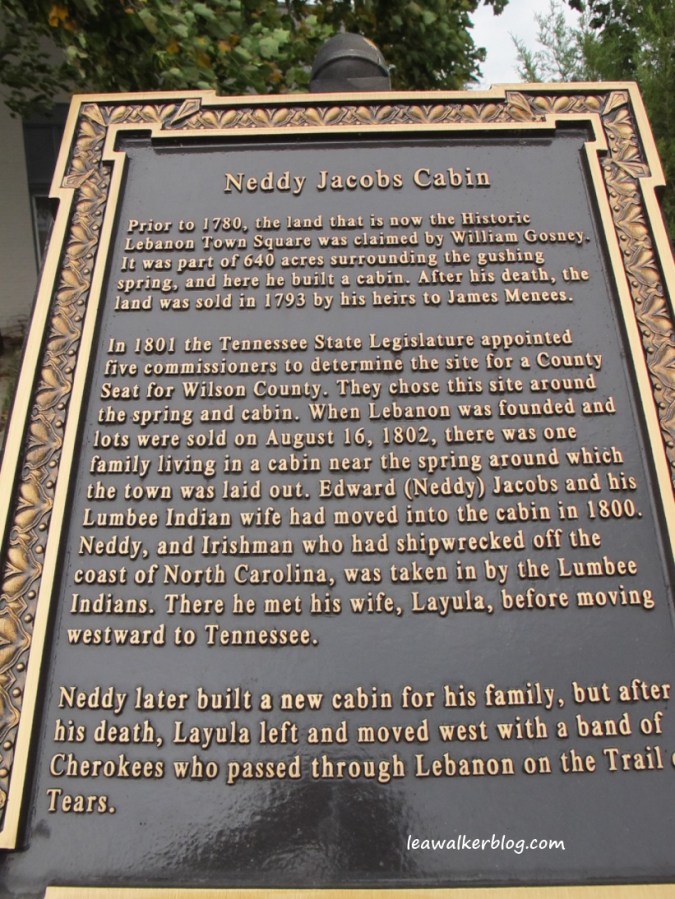 Neddy Jacobs Cabin
Prior to 1780, the land that is now the Historic
Lebanon Town Square was claimed by William Gosney.
It was part of 640 acres surrounding the gushing
spring, and here he built a cabin. After his death, the
land was sold in 1793 by his heirs to James Menees.
In 1801 the Tennessee State Legislature appointed
five commissioners to determine the site for a County
Seat for Wilson County. They chose this site around
the spring and cabin. When Lebanon was founded and
lots were sold on August 16, 1802, there was one
family living in a cabin near the spring around which
the town was laid out. Edward (Neddy) Jacobs and his
Lumbee Indian wife had moved into the cabin in 1800.
Neddy, and Irishman who had shipwrecked off the
coast of North Carolina, was taken in by the Lumbee
Indians. There he met his wife, Layula, before moving
westward to Tennessee.
Neddy later built a new cabin for his family, but after
his death, Layula left and moved west with a band of
Cherokees who passed through Lebanon on the Trail
Tears.
leawalkerblog.com